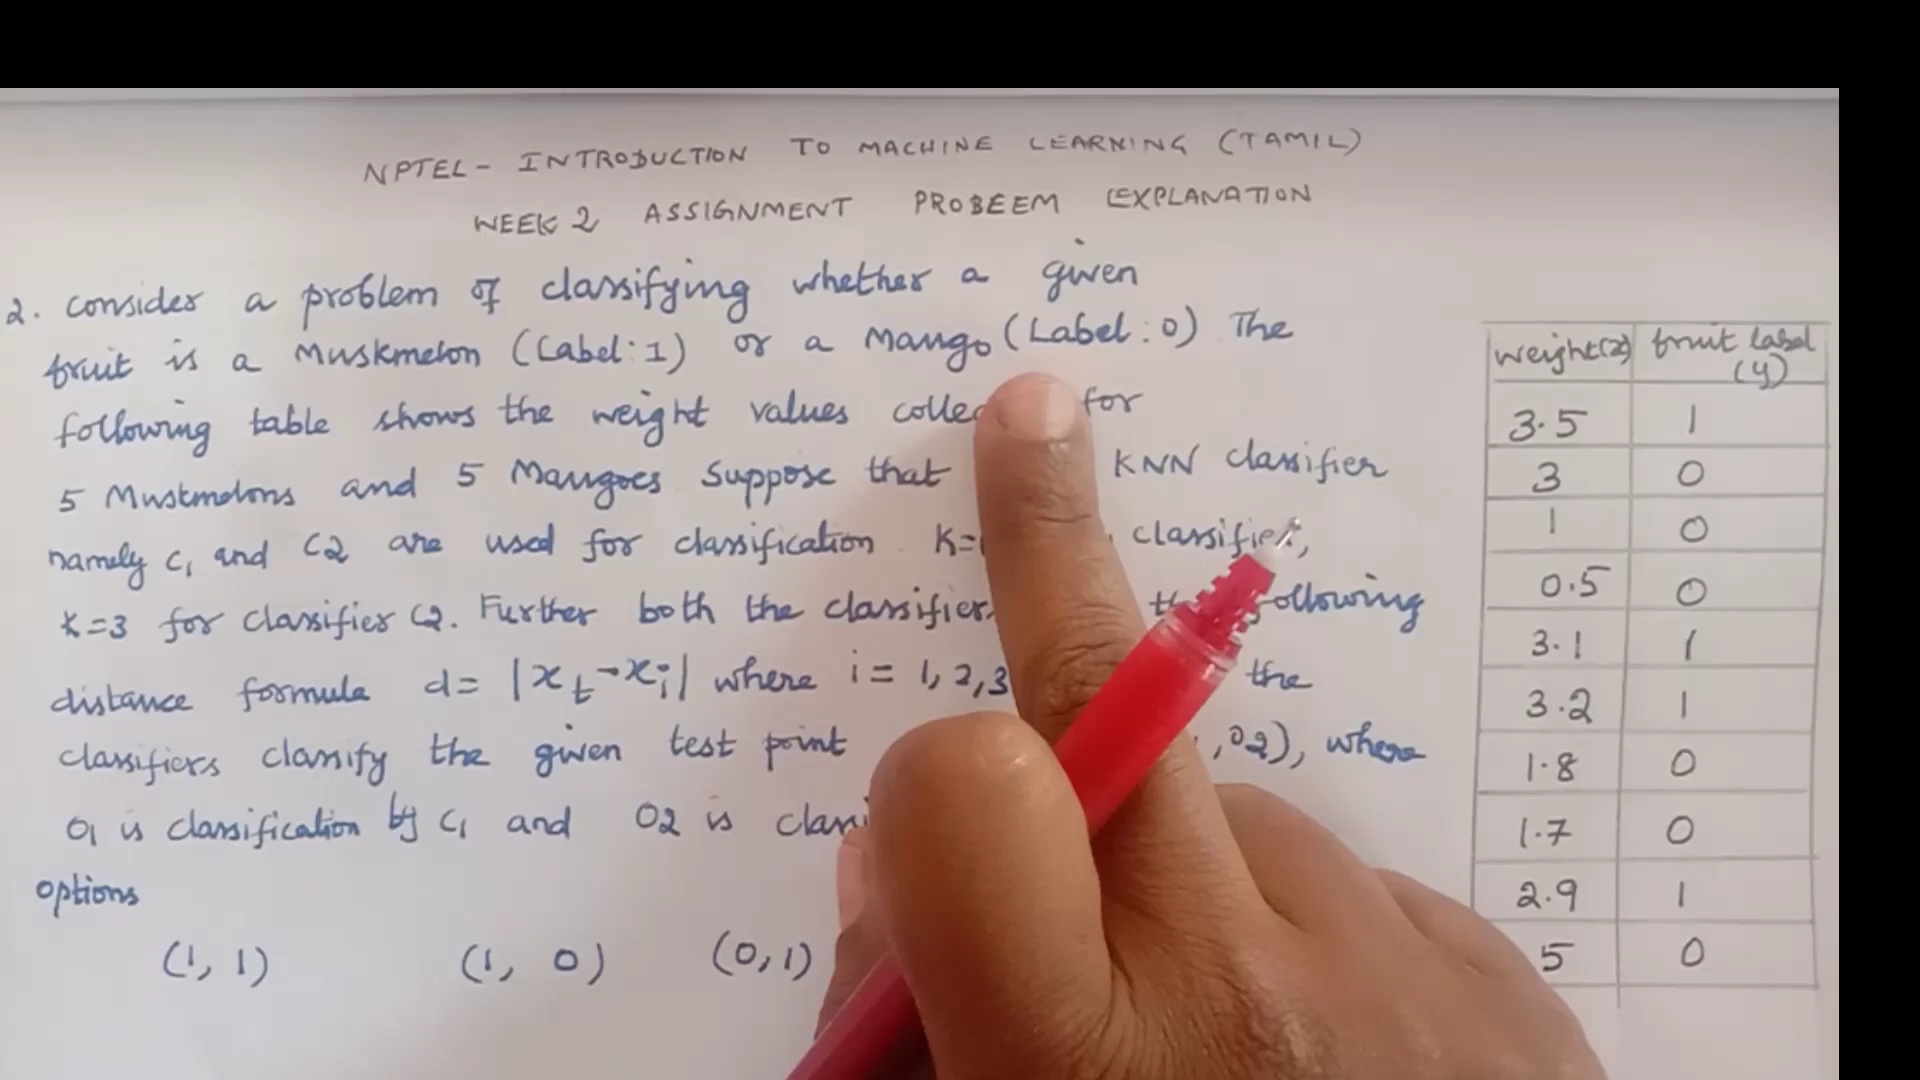 NPTEL- INTRODUCTION TO MACHINE LEARNING (TAMIL)
WEEK 2 ASSIGNMENT PROBEEM EXPLANATION
2. consider a problem of classifying whether a given
fruit is a Muskmelon (Label: 1) or a Mango (Label: 0) The
following table shows the weight values for
5 Muskmelons and 5 Mangoes Suppose that KNN classifier
namely C1 and C2 are used for classification K= classifier,
K=3 for classifier C2. Further both the classifier following
distance formula d= |xt-xi| where i= 1,2,3 the
classifiers classify the given test point ,02), where
O1 is classification by C1 and O2 is
options
(1, 1) (1, 0) (0,1)
weight(x) fruit label
(y)
3.5 1
3 0
1 0
0.5 0
3.1 1
3.2 1
1.8 0
1.7 0
2.9 1
5 0